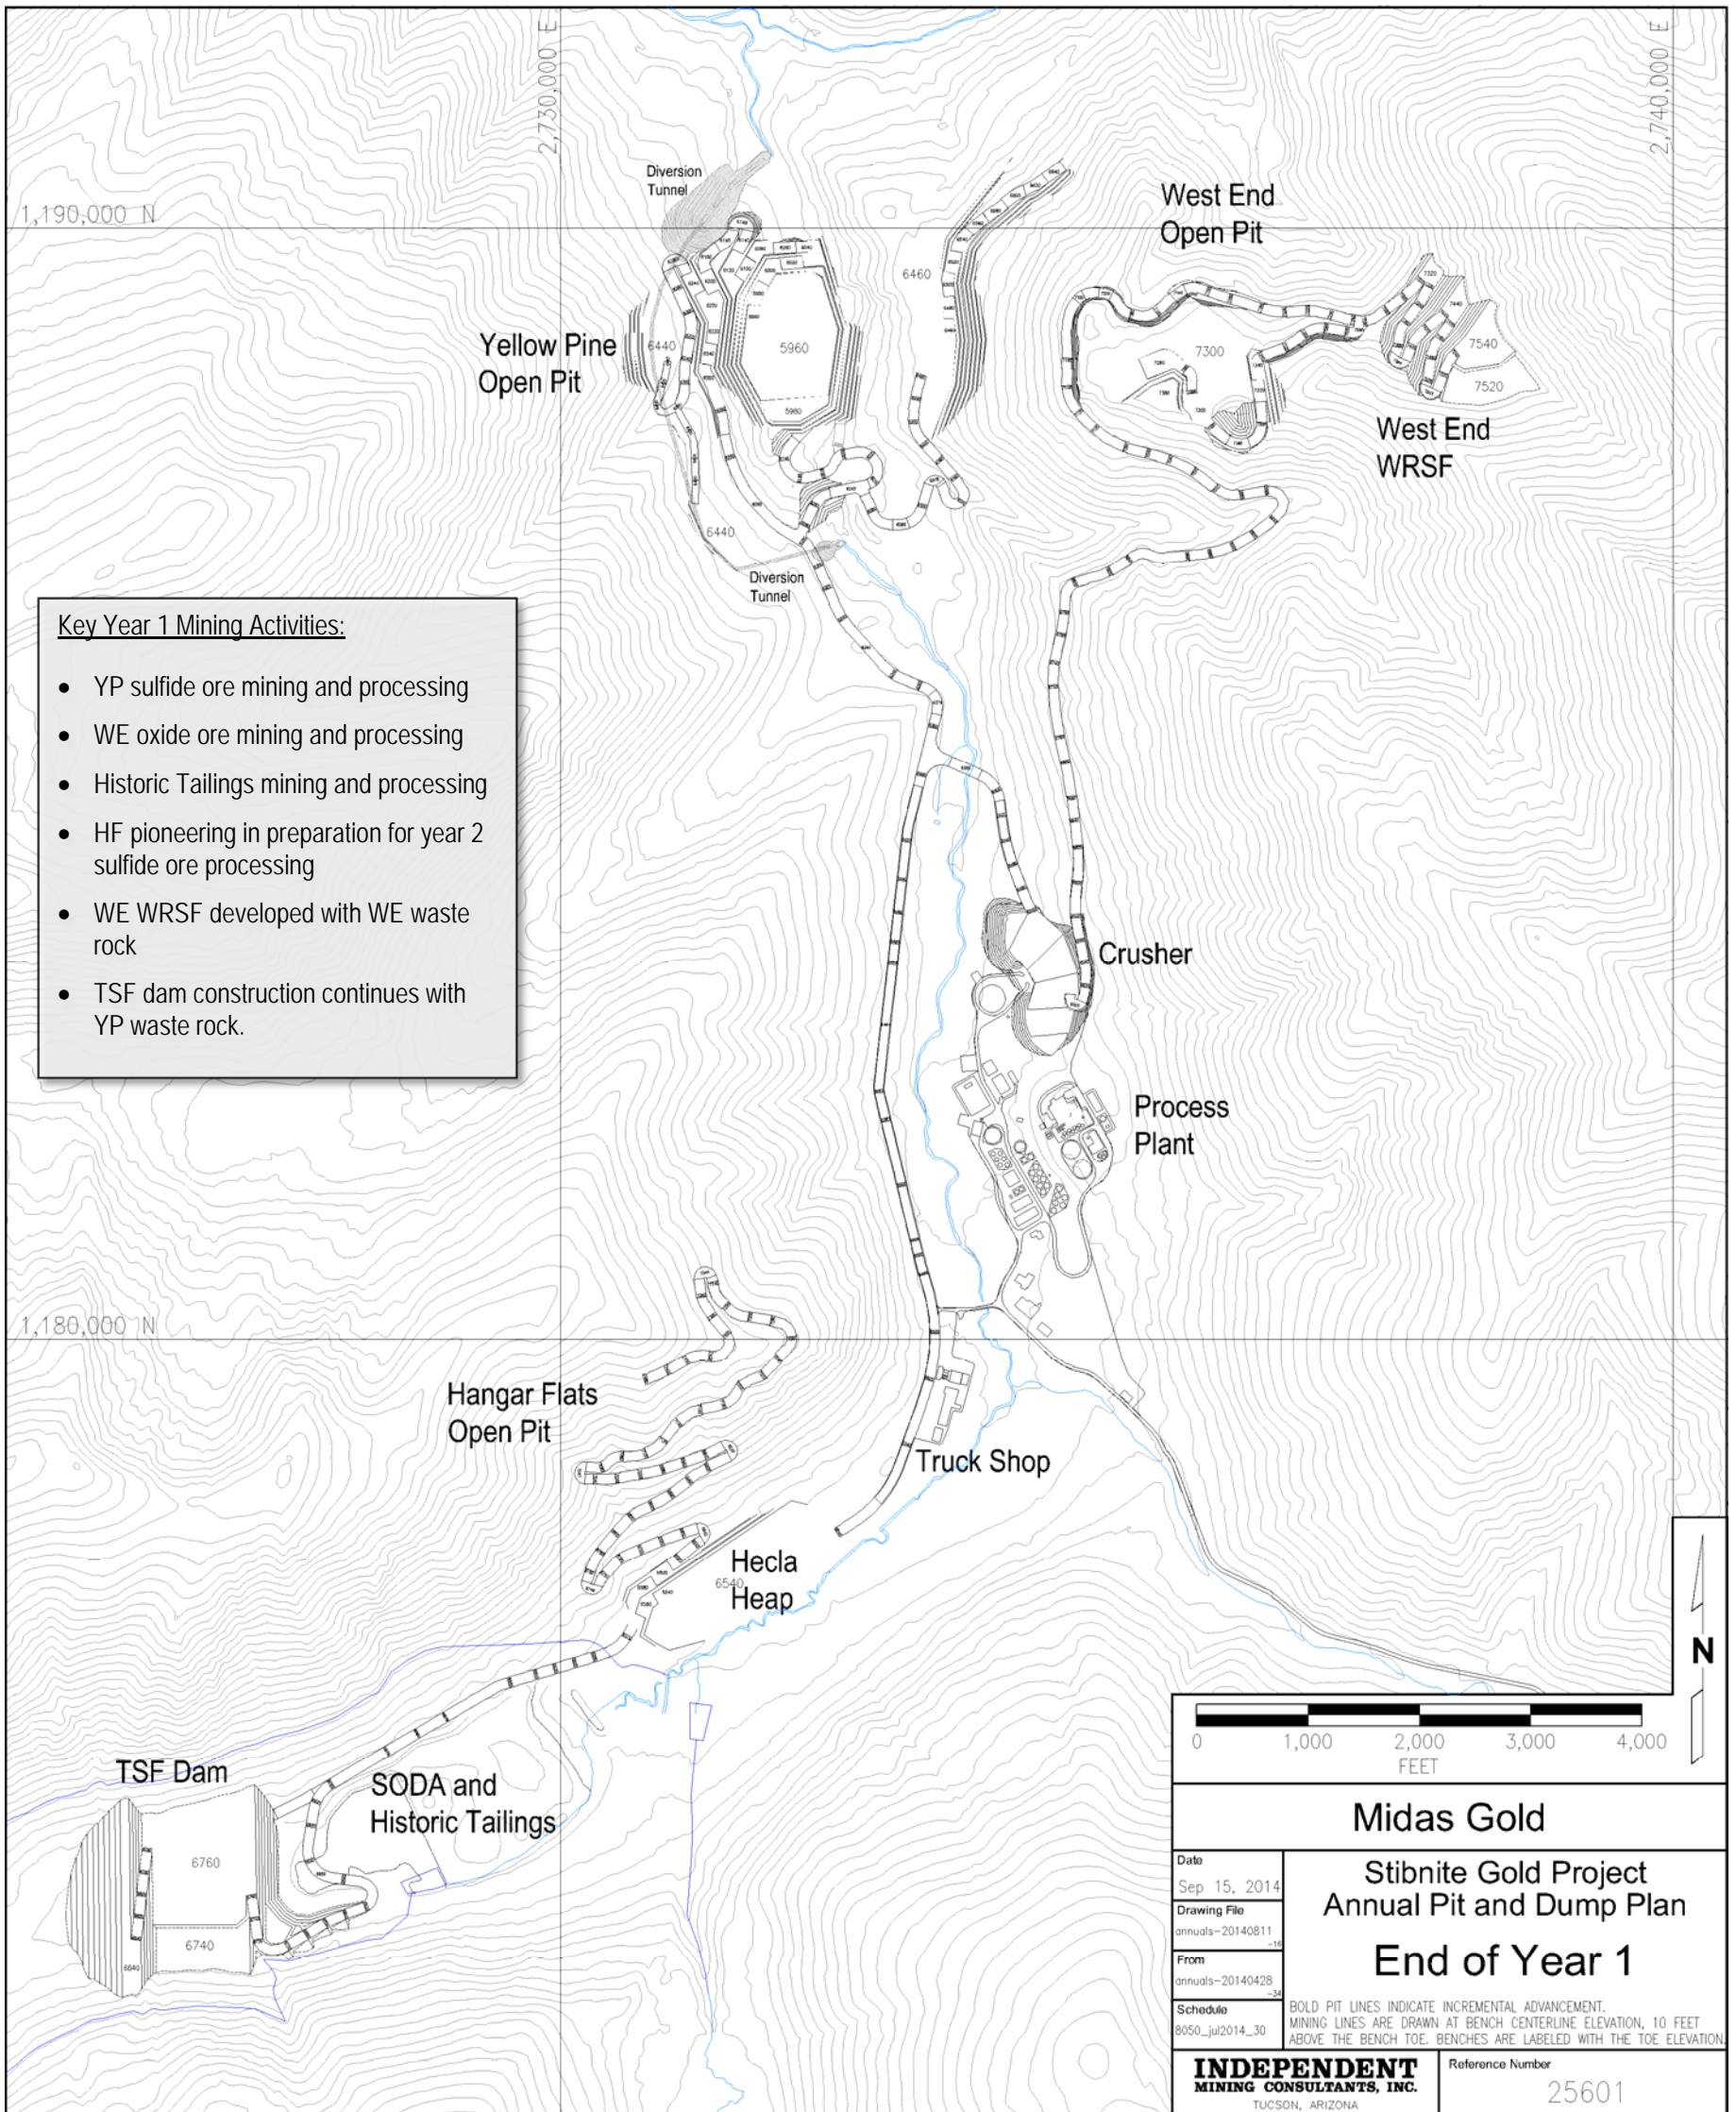 2,730,000 E
2,740,000 E
1,190,000 N
Diversion
Tunnel
West End
Open Pit
6460
Yellow Pine
Open Pit
6440
5960
5980
7300
7320
7440
7540
7520
West End
WRSF
6440
Diversion
Tunnel
Key Year 1 Mining Activities:
• YP sulfide ore mining and processing
• WE oxide ore mining and processing
• Historic Tailings mining and processing
• HF pioneering in preparation for year 2
sulfide ore processing
• WE WRSF developed with WE waste
rock
• TSF dam construction continues with
YP waste rock.
Crusher
Process
Plant
1,180,000 N
Hangar Flats
Open Pit
Truck Shop
Hecla
Heap
6540
TSF Dam
SODA and
Historic Tailings
6760
6740
6640
N
0 1,000 2,000 3,000 4,000
FEET
Midas Gold
Date
Sep 15, 2014
Drawing File
annuals-20140811
-16
From
annuals-20140428
-34
Schedule
8050_jul2014_30
Stibnite Gold Project
Annual Pit and Dump Plan
End of Year 1
BOLD PIT LINES INDICATE INCREMENTAL ADVANCEMENT.
MINING LINES ARE DRAWN AT BENCH CENTERLINE ELEVATION, 10 FEET
ABOVE THE BENCH TOE. BENCHES ARE LABELED WITH THE TOE ELEVATION.
INDEPENDENT
MINING CONSULTANTS, INC.
TUCSON, ARIZONA
Reference Number
25601